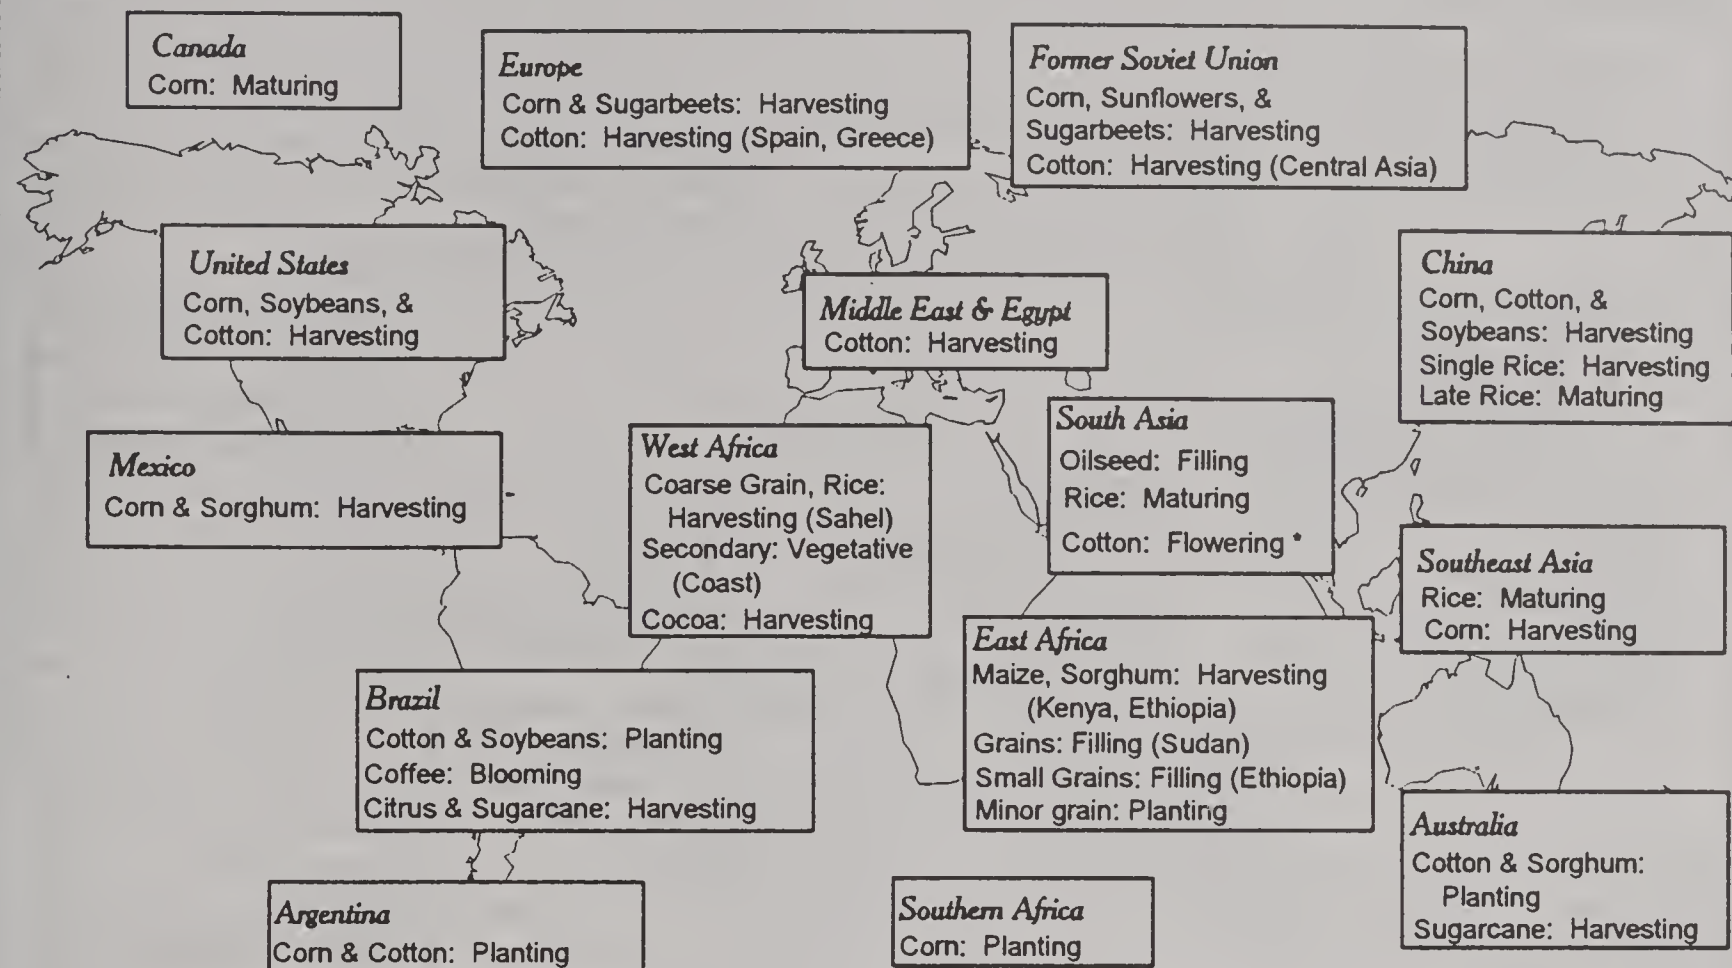 Canada
Corn: Maturing
Europe
Corn & Sugarbeets: Harvesting
Cotton: Harvesting (Spain, Greece)
Former Soviet Union
Corn, Sunflowers, &
Sugarbeets: Harvesting
Cotton: Harvesting (Central Asia)
United States
Corn, Soybeans, &
Cotton: Harvesting
Middle East & Egypt
Cotton: Harvesting
China
Corn, Cotton, &
Soybeans: Harvesting
Single Rice: Harvesting
Late Rice: Maturing
Mexico
Corn & Sorghum: Harvesting
West Africa
Coarse Grain, Rice:
Harvesting (Sahel)
Secondary: Vegetative
(Coast)
Cocoa: Harvesting
South Asia
Oilseed: Filling
Rice: Maturing
Cotton: Flowering *
Southeast Asia
Rice: Maturing
Corn: Harvesting
East Africa
Maize, Sorghum: Harvesting
(Kenya, Ethiopia)
Grains: Filling (Sudan)
Small Grains: Filling (Ethiopia)
Minor grain: Planting
Brazil
Cotton & Soybeans: Planting
Coffee: Blooming
Citrus & Sugarcane: Harvesting
Australia
Cotton & Sorghum:
Planting
Sugarcane: Harvesting
Argentina
Corn & Cotton: Planting
Southern Africa
Corn: Planting